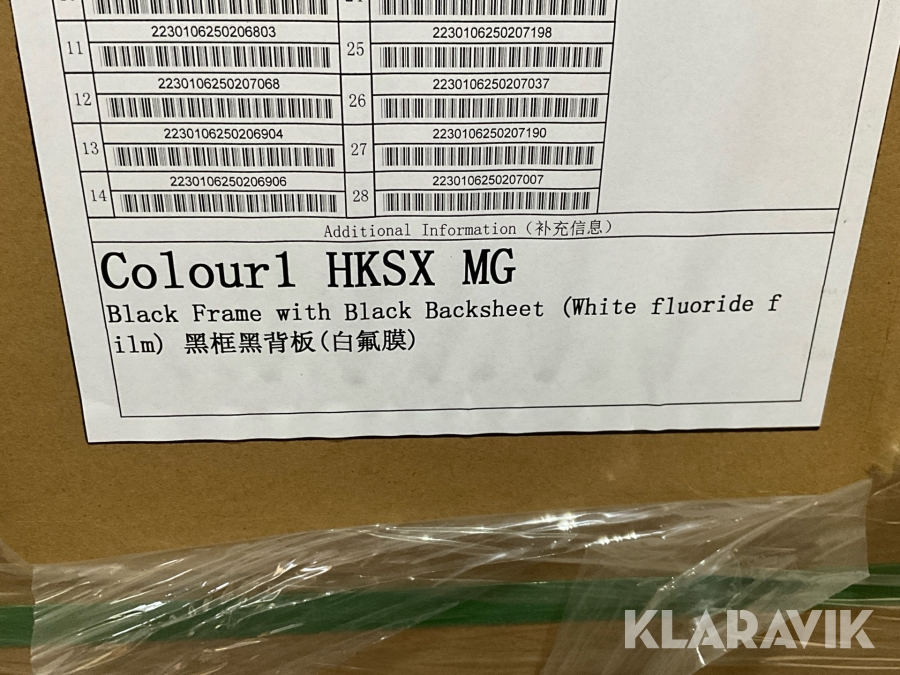 11 2230106250206803 25 2230106250207198
12 2230106250207068 26 2230106250207037
13 2230106250206904 27 2230106250207190
14 2230106250206906 28 2230106250207007
Additional Information (补充信息)
Colour1 HKSX MG
Black Frame with Black Backsheet (White fluoride f
ilm) 黑框黑背板(白氟膜)
KLARAVIK